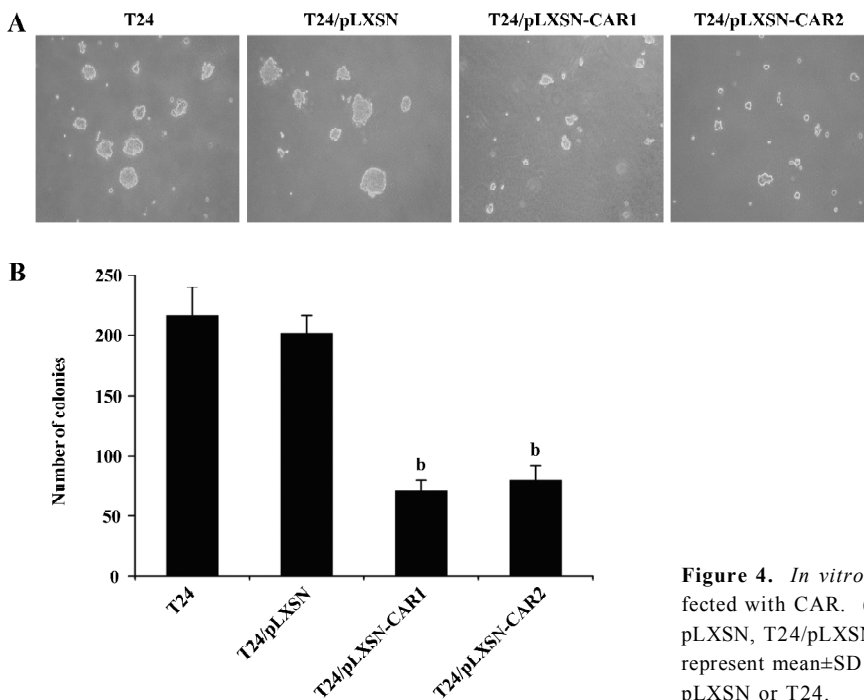 A
T24 T24/pLXSN T24/pLXSN-CAR1 T24/pLXSN-CAR2
B
250
200
150
100
50
0
Number of colonies
b
b
T24
T24/pLXSN
T24/pLXSN-CAR1
T24/pLXSN-CAR2
Figure 4. In vitro
fected with CAR.
pLXSN, T24/pLXSN
represent mean±SD
pLXSN or T24.